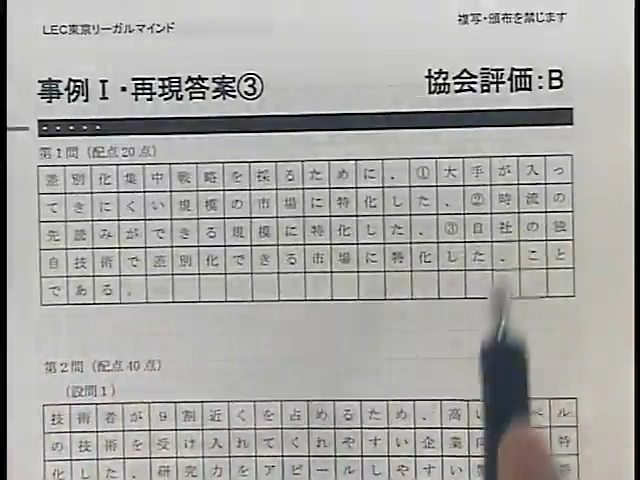 LEC東京リーガルマインド
複写・頒布を禁じます
事例Ⅰ・再現答案③
協会評価:B
第1問(配点20点)
差別化集中戦略を採るために、①大手が入っ
てきにくい規模の市場に特化した、②時流の
先読みができる規模に特化した、③自社の独
自技術で差別化できる市場に特化した、こと
である。
第2問(配点40点)
(設問1)
技術者が9割近くを占めるため、高い ベル
の技術を受け入れてくれやすい企業 特
化した、研究力をアピールしやすい